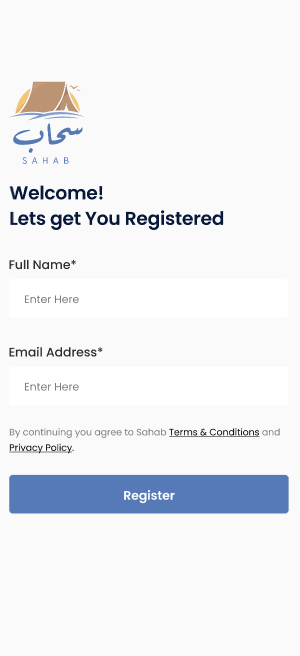 سحاب
SAHAB
Welcome!
Lets get You Registered
Full Name*
Enter Here
Email Address*
Enter Here
By continuing you agree to Sahab Terms & Conditions and
Privacy Policy.
Register